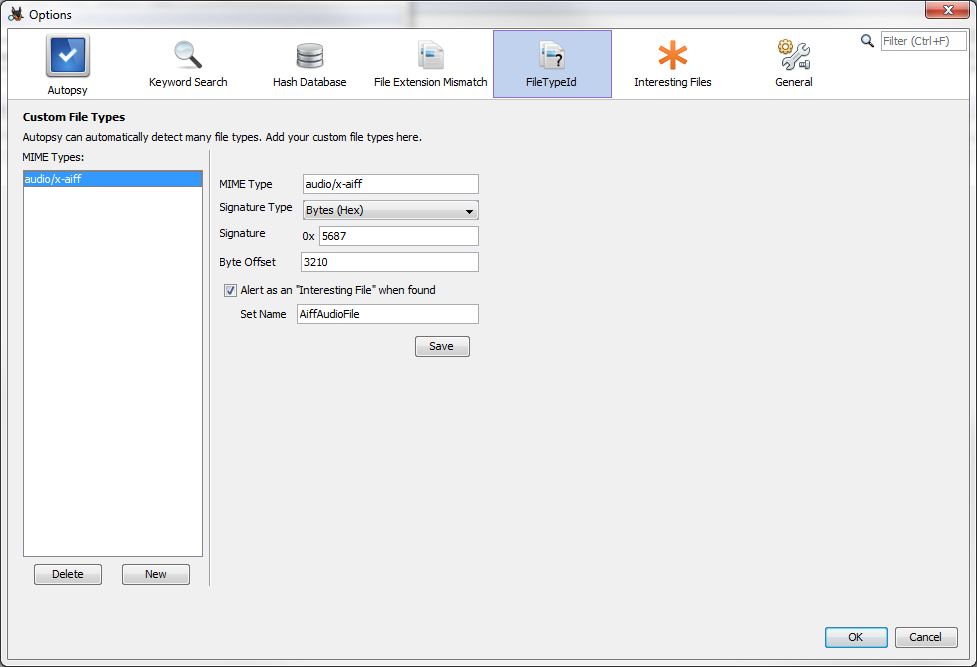 Options
Filter (Ctrl+F)
Autopsy
Keyword Search
Hash Database
File Extension Mismatch
FileTypeId
Interesting Files
General
Custom File Types
Autopsy can automatically detect many file types. Add your custom file types here.
MIME Types:
audio/x-aiff
MIME Type audio/x-aiff
Signature Type Bytes (Hex)
Signature 0x 5687
Byte Offset 3210
Alert as an "Interesting File" when found
Set Name AiffAudioFile
Save
Delete New
OK Cancel